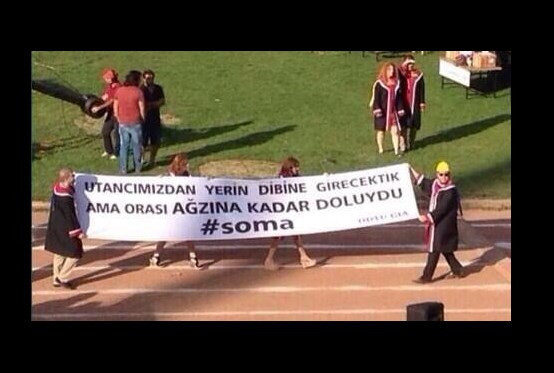 UTANCIMIZDAN YERİN DİBİNE GİRECEKTİK
AMA ORASI AĞZINA KADAR DOLUYDU
#soma